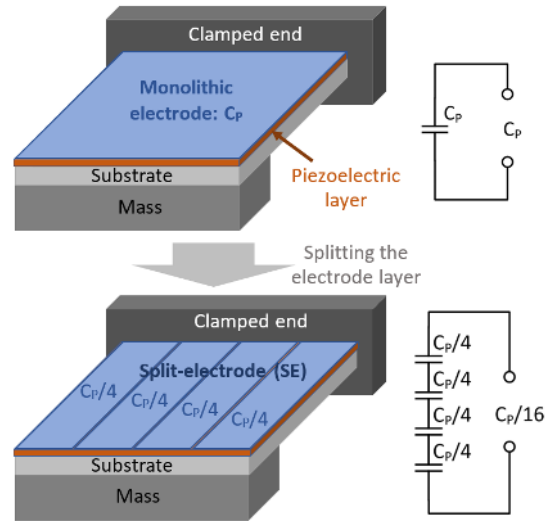 Clamped end
Monolithic
electrode: Cₚ
Substrate
Mass
Piezoelectric
layer
Cₚ
Cₚ
Splitting the
electrode layer
Clamped end
Split-electrode (SE)
Cₚ/4
Cₚ/4
Cₚ/4
Cₚ/4
Substrate
Mass
Cₚ/4
Cₚ/4
Cₚ/4
Cₚ/4
Cₚ/16